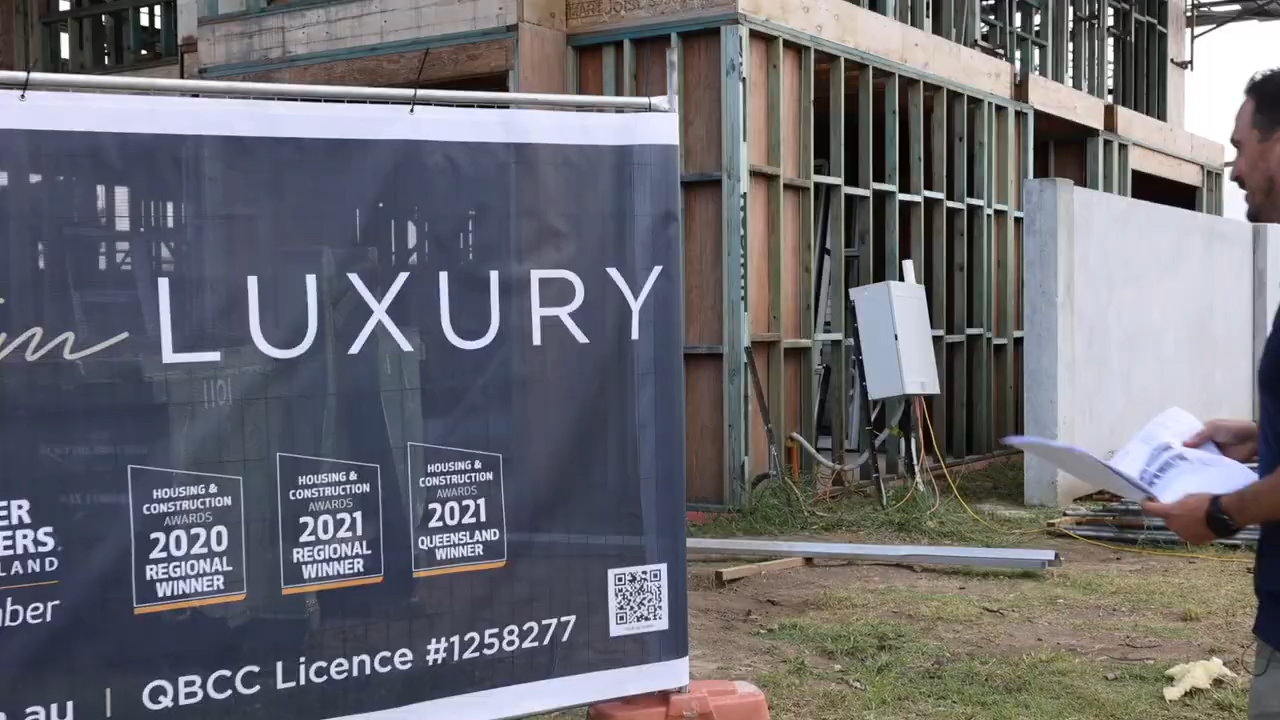 LUXURY
1101
HOUSING &
CONSTRUCTION
AWARDS
2020
REGIONAL
WINNER
HOUSING &
CONSTRUCTION
AWARDS
2021
REGIONAL
WINNER
HOUSING &
CONSTRUCTION
AWARDS
2021
QUEENSLAND
WINNER
ER
ERS
LAND
ber
.au | QBCC Licence #1258277